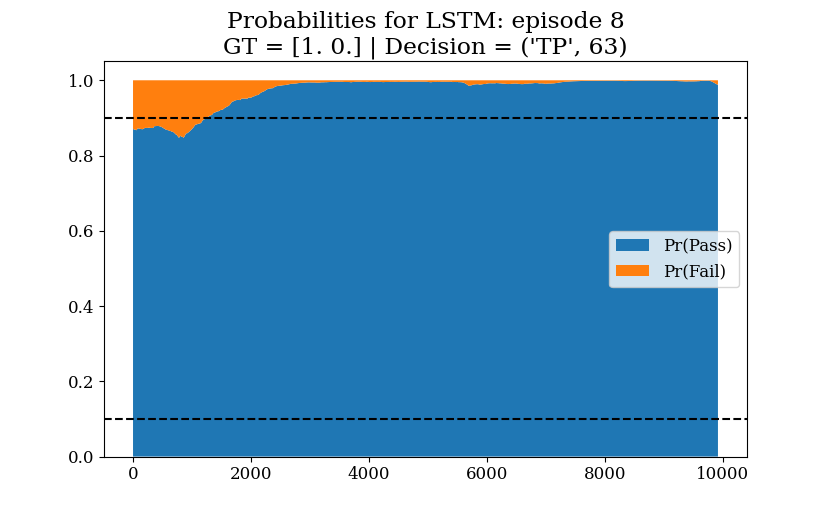 Probabilities for LSTM: episode 8
GT = [1. 0.] | Decision = ('TP', 63)
1.0
0.8
0.6
0.4
0.2
0.0
Pr(Pass)
Pr(Fail)
0 2000 4000 6000 8000 10000